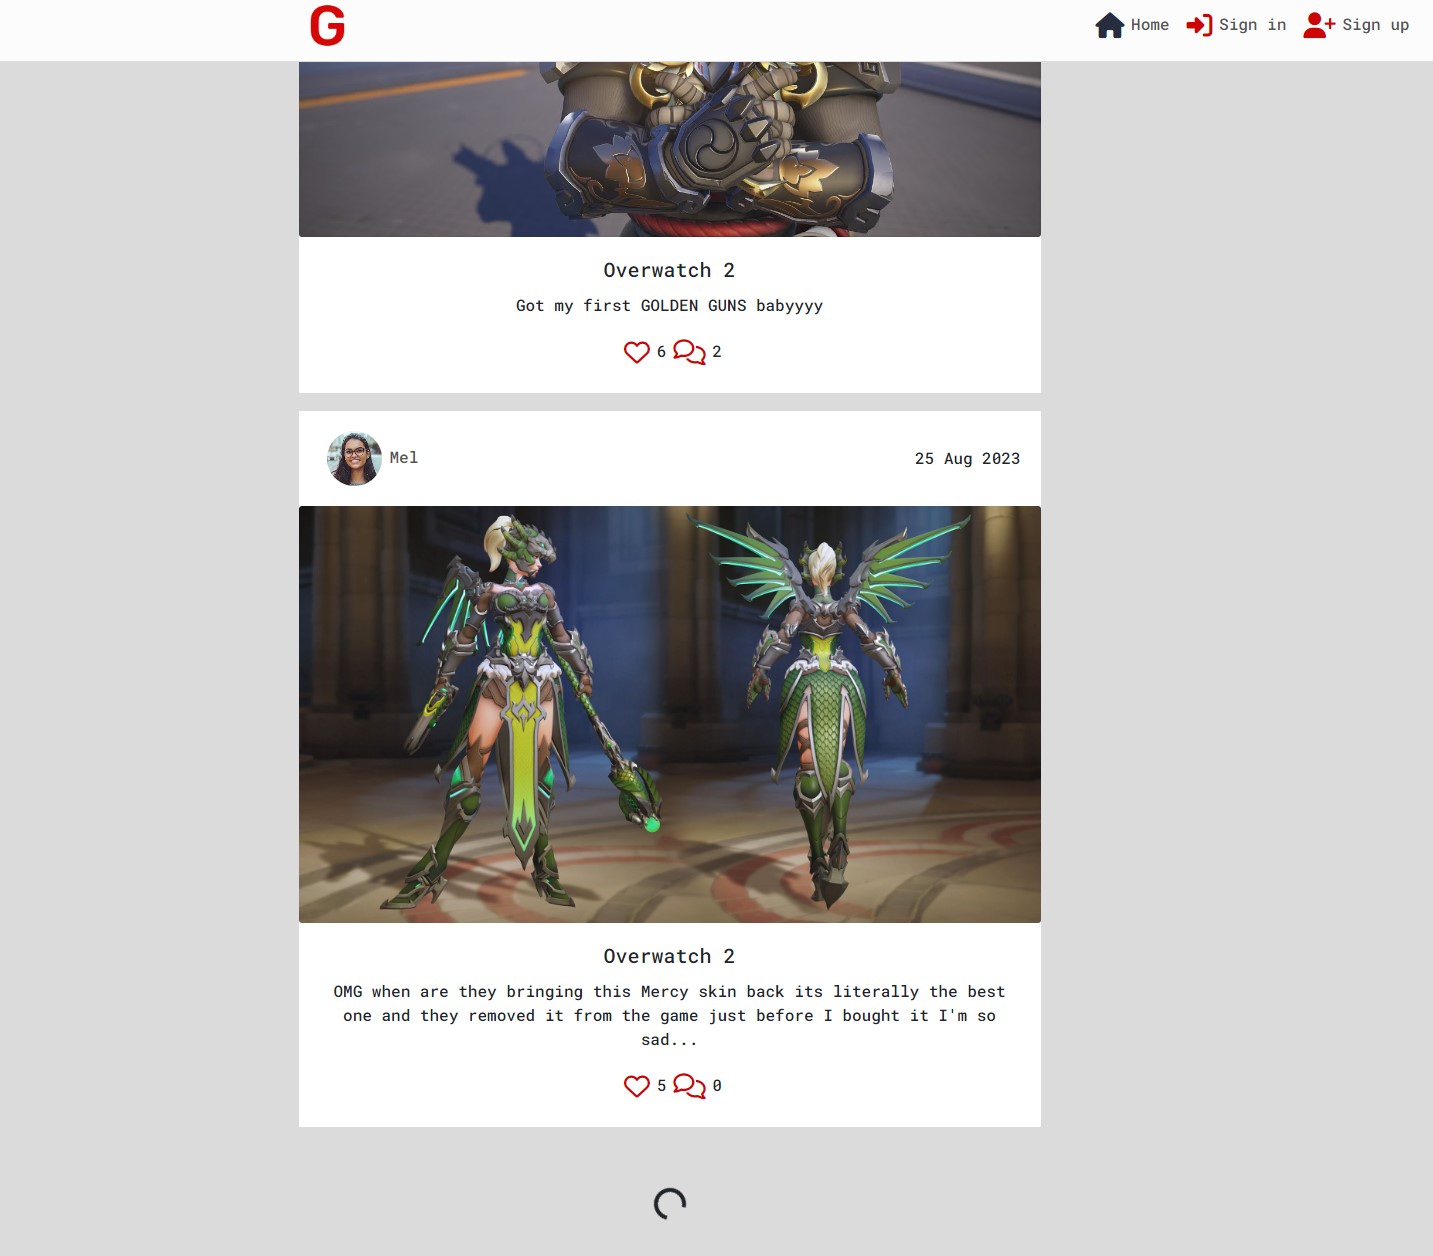 G
Home Sign in Sign up
Overwatch 2
Got my first GOLDEN GUNS babyyyy
6 2
Mel
25 Aug 2023
Overwatch 2
OMG when are they bringing this Mercy skin back its literally the best
one and they removed it from the game just before I bought it I'm so
sad...
5 0